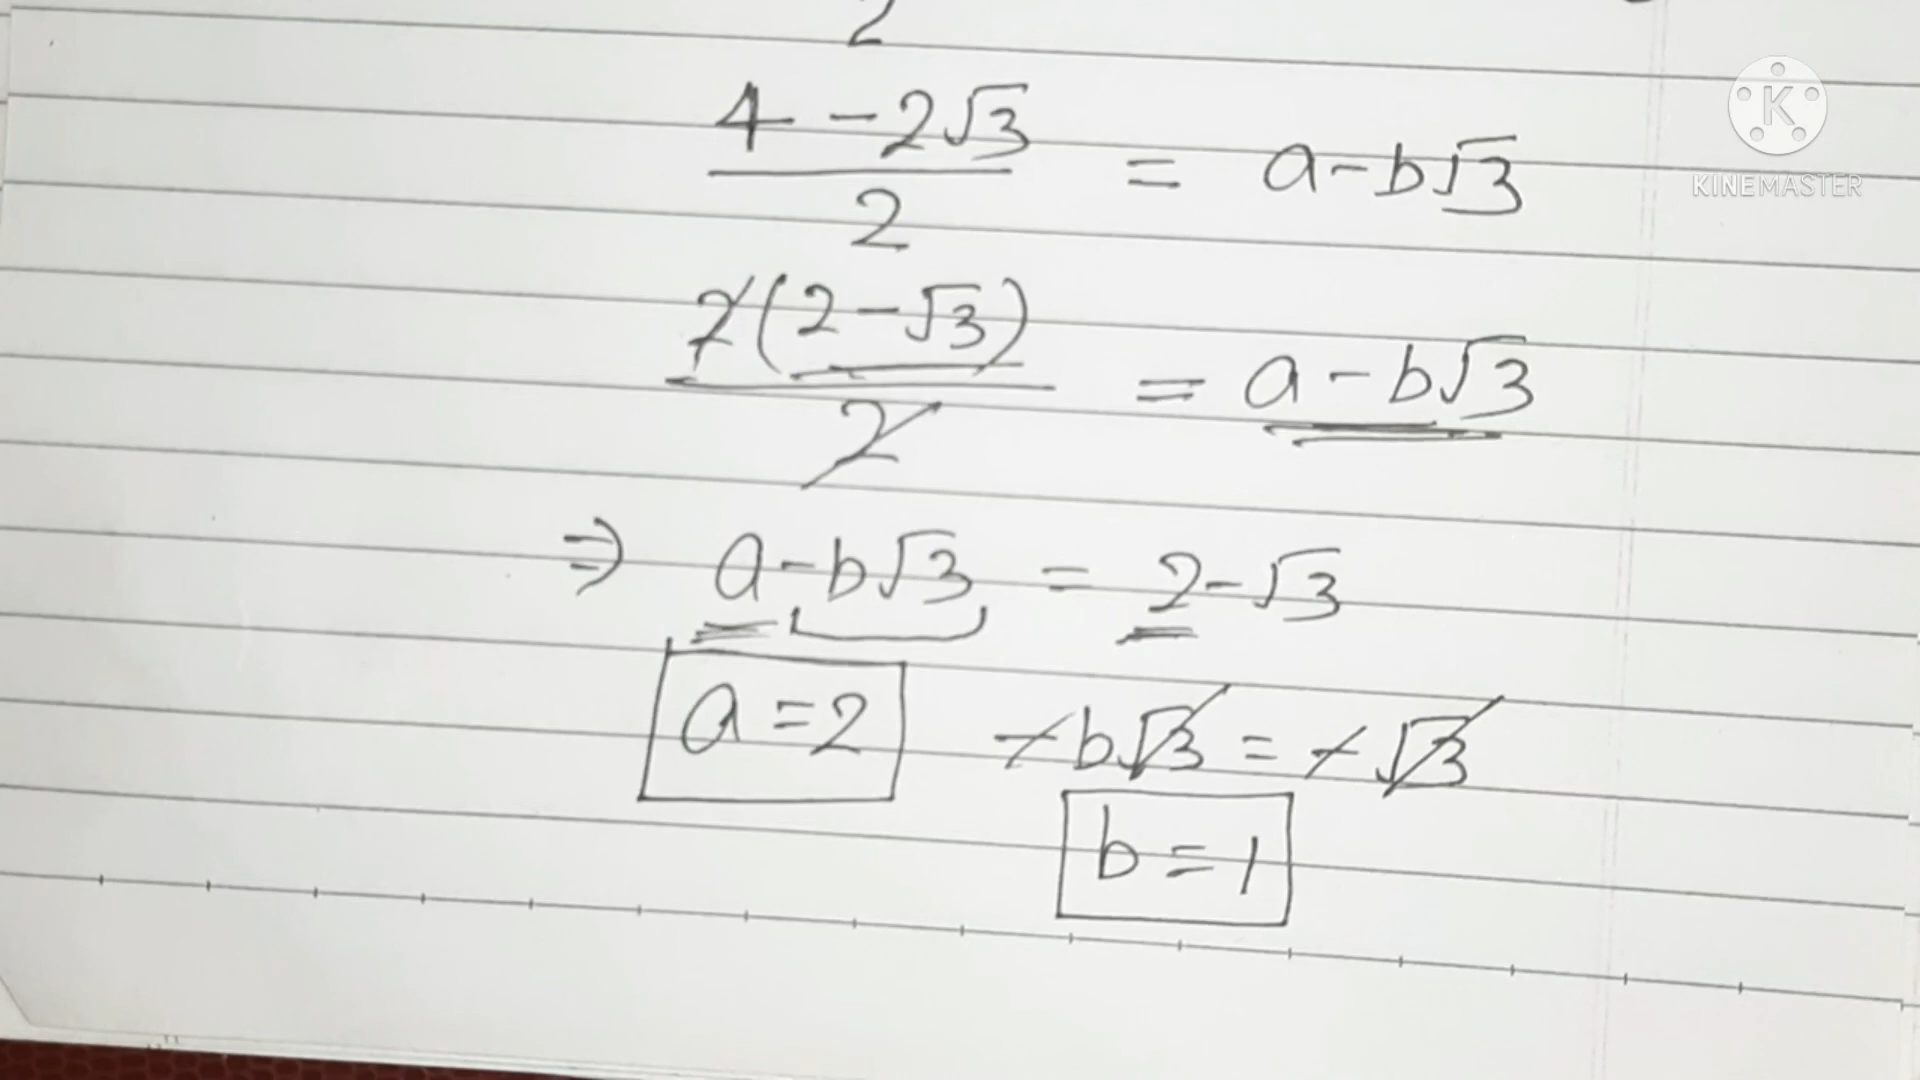 2
4 - 2√3
2
= a - b√3
2(2 - √3)
2
= a - b√3
⇒ a - b√3 = 2 - √3
a = 2
- b√3 = - √3
b = 1
K
KINEMASTER